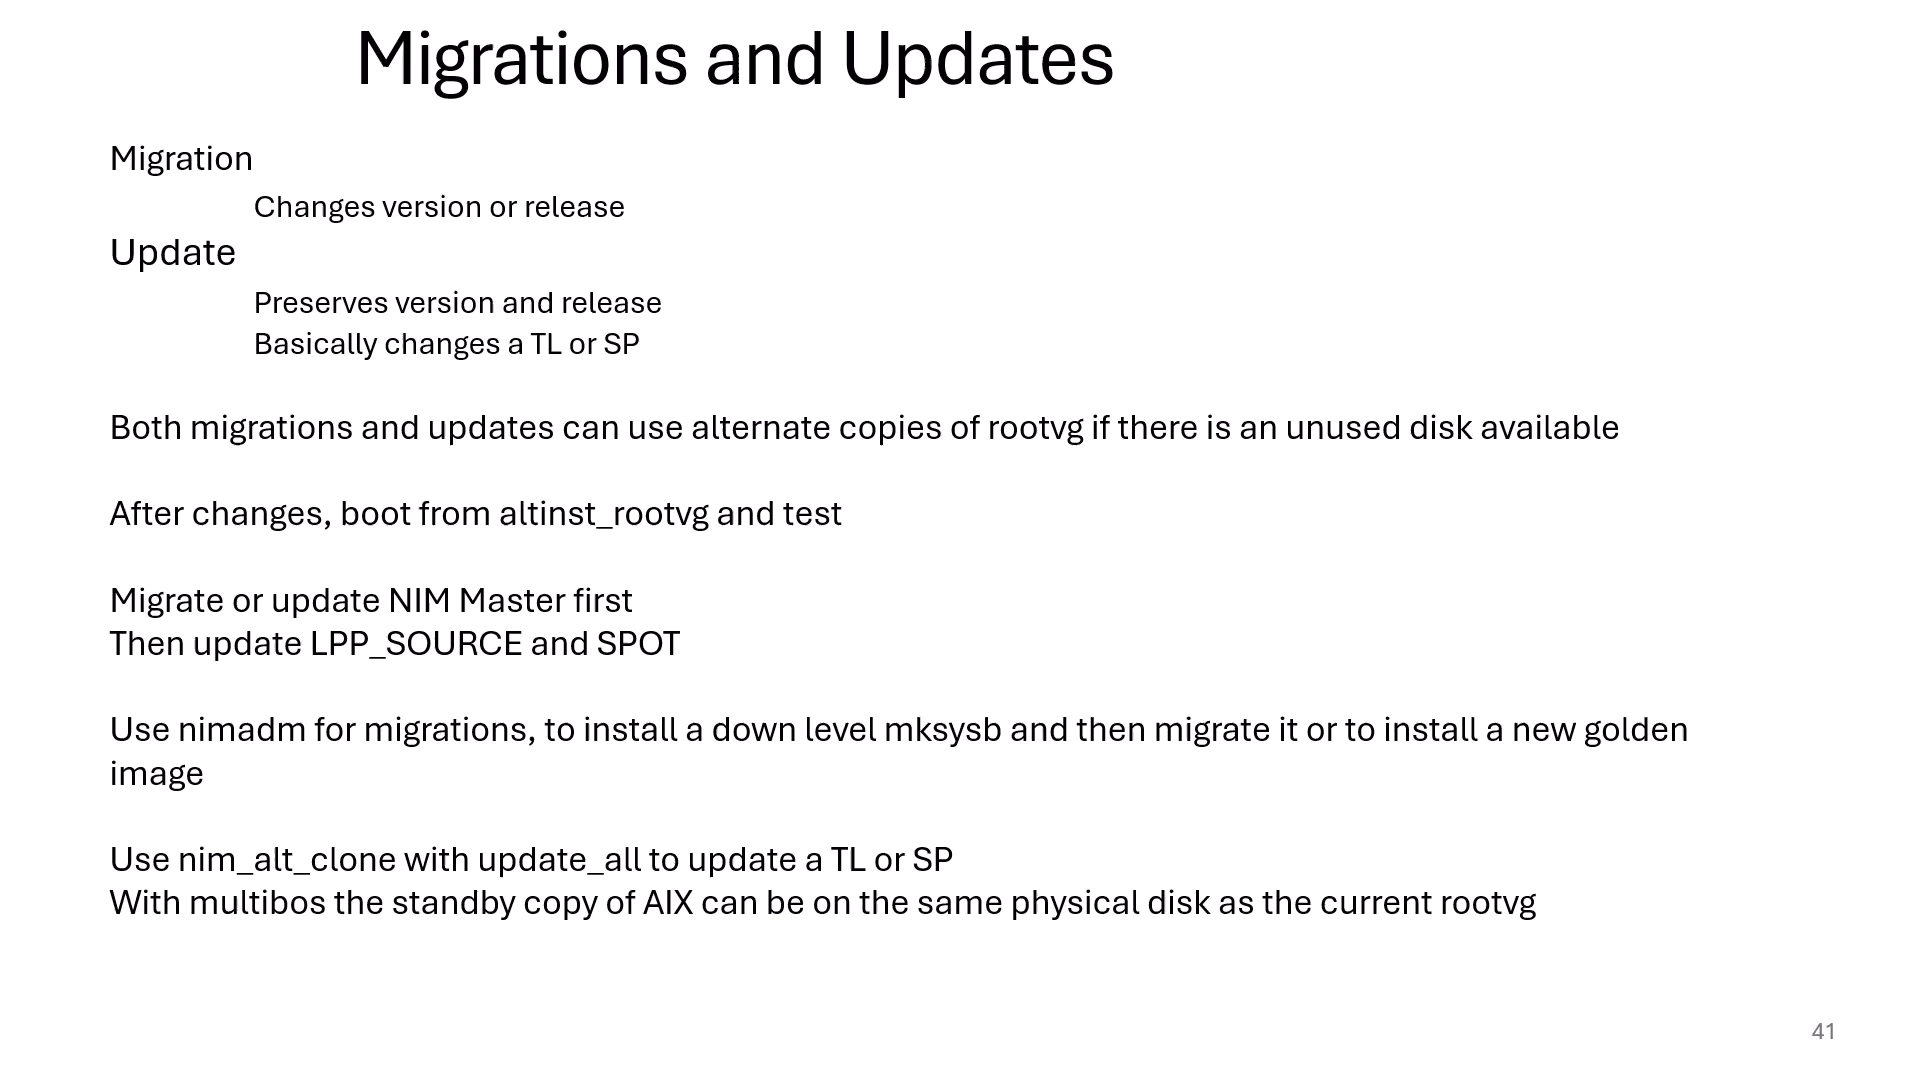 Migrations and Updates
Migration
Changes version or release
Update
Preserves version and release
Basically changes a TL or SP
Both migrations and updates can use alternate copies of rootvg if there is an unused disk available
After changes, boot from altinst_rootvg and test
Migrate or update NIM Master first
Then update LPP_SOURCE and SPOT
Use nimadm for migrations, to install a down level mksysb and then migrate it or to install a new golden
image
Use nim_alt_clone with update_all to update a TL or SP
With multibos the standby copy of AIX can be on the same physical disk as the current rootvg
41